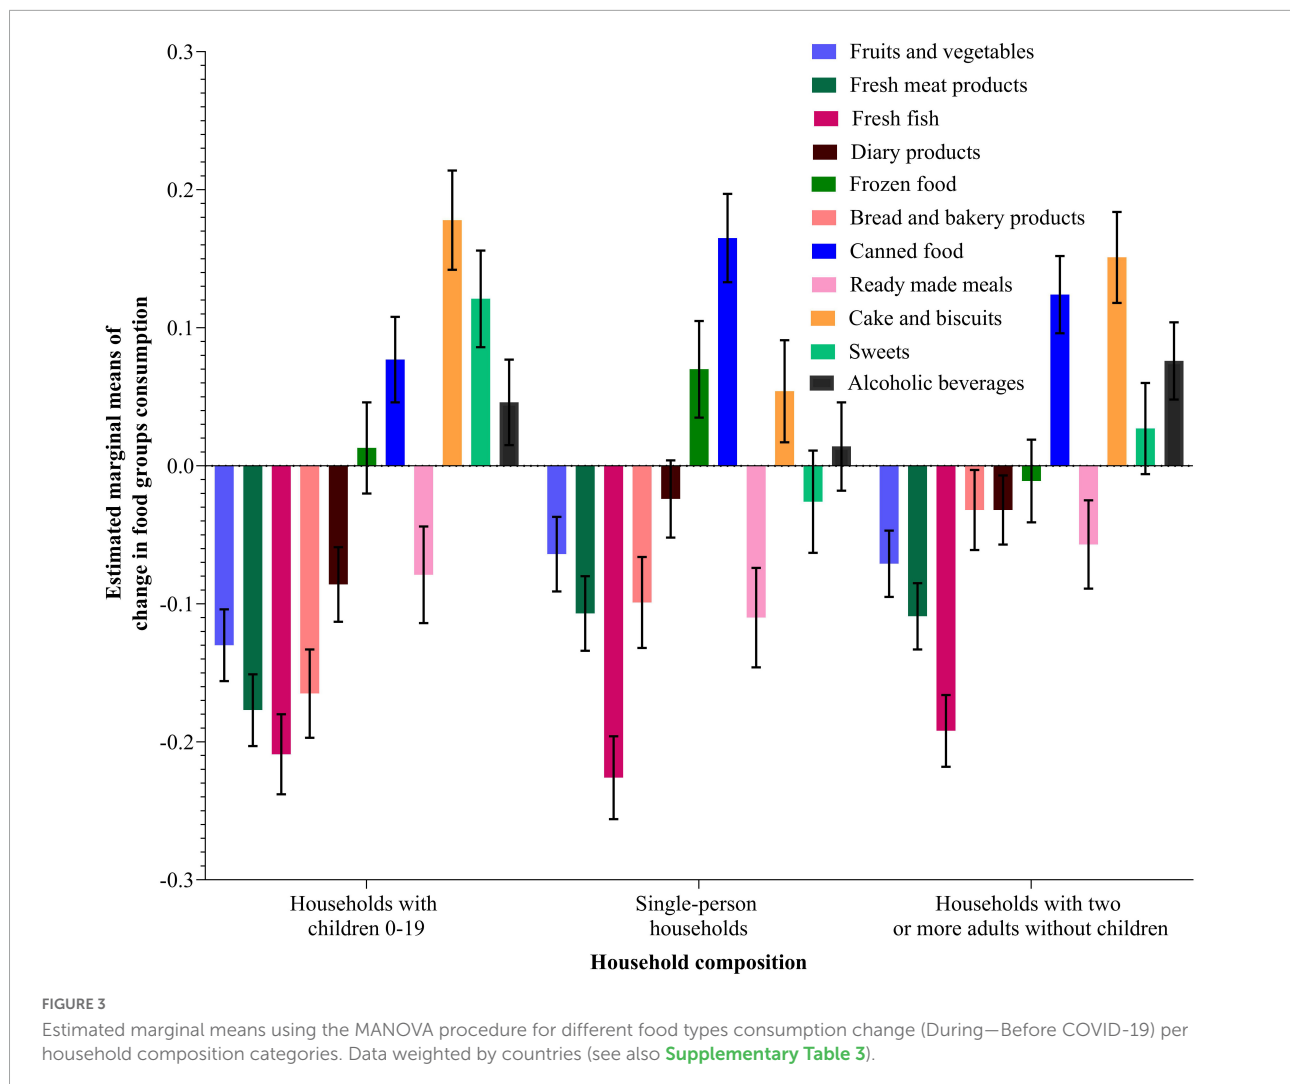 0.3
0.2
0.1
0.0
-0.1
-0.2
-0.3
Estimated marginal means of
change in food groups consumption
Fruits and vegetables
Fresh meat products
Fresh fish
Diary products
Frozen food
Bread and bakery products
Canned food
Ready made meals
Cake and biscuits
Sweets
Alcoholic beverages
Households with
children 0-19
Single-person
households
Households with two
or more adults without children
Household composition
FIGURE 3
Estimated marginal means using the MANOVA procedure for different food types consumption change (During—Before COVID-19) per
household composition categories. Data weighted by countries (see also Supplementary Table 3).